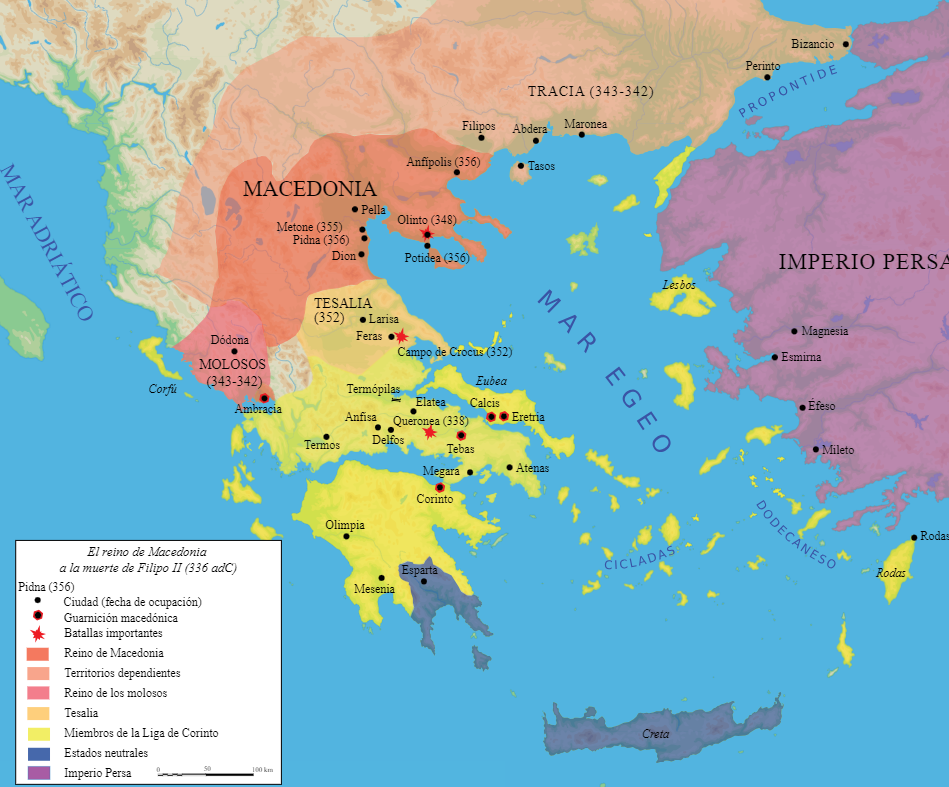 Bizancio
Perinto
PROPONTIDE
TRACIA (343-342)
Filipos
Abdera
Maronea
Tasos
Anfípolis (356)
MAR ADRIÁTICO
MACEDONIA
Pella
Olinto (348)
Metone (355)
Pidna (356)
Dion
Potidea (356)
IMPERIO PERSA
Lesbos
TESALIA
(352)
Larisa
Feras
Campo de Crocus (352)
MAR EGEO
Magnesia
Esmirna
Dódona
MOLOSOS
(343-342)
Corfú
Ambracia
Termópilas
Eubea
Elatea
Calcis
Eretria
Anfisa
Queronea (338)
Delfos
Termos
Tebas
Éfeso
Mileto
Megara
Atenas
Corinto
Olimpia
DODECANESO
CICLADAS
Rodas
Rodas
Esparta
Mesenia
Creta
El reino de Macedonia
a la muerte de Filipo II (336 adC)
Pidna (356)
Ciudad (fecha de ocupación)
Guarnición macedónica
Batallas importantes
Reino de Macedonia
Territorios dependientes
Reino de los molosos
Tesalia
Miembros de la Liga de Corinto
Estados neutrales
Imperio Persa
0 50 100 km